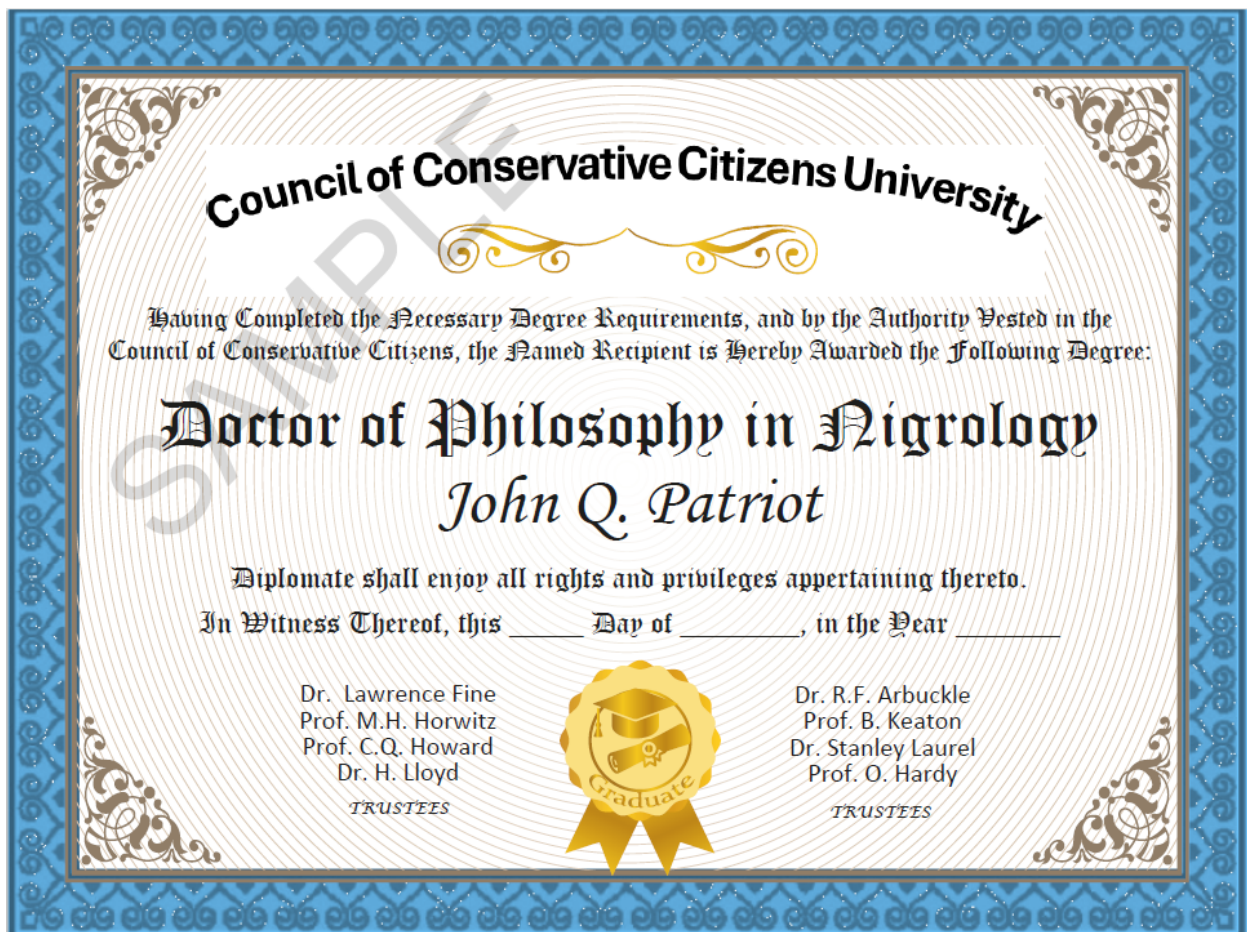 Council of Conservative Citizens University
SAMPLE
Having Completed the Necessary Degree Requirements, and by the Authority Vested in the
Council of Conservative Citizens, the Named Recipient is Hereby Awarded the Following Degree:
Doctor of Philosophy in Nigrology
John Q. Patriot
Diplomate shall enjoy all rights and privileges appertaining thereto.
In Witness Thereof, this _____ Day of ________, in the Year _______
Dr. Lawrence Fine
Prof. M.H. Horwitz
Prof. C.Q. Howard
Dr. H. Lloyd
TRUSTEES
Graduate
Dr. R.F. Arbuckle
Prof. B. Keaton
Dr. Stanley Laurel
Prof. O. Hardy
TRUSTEES